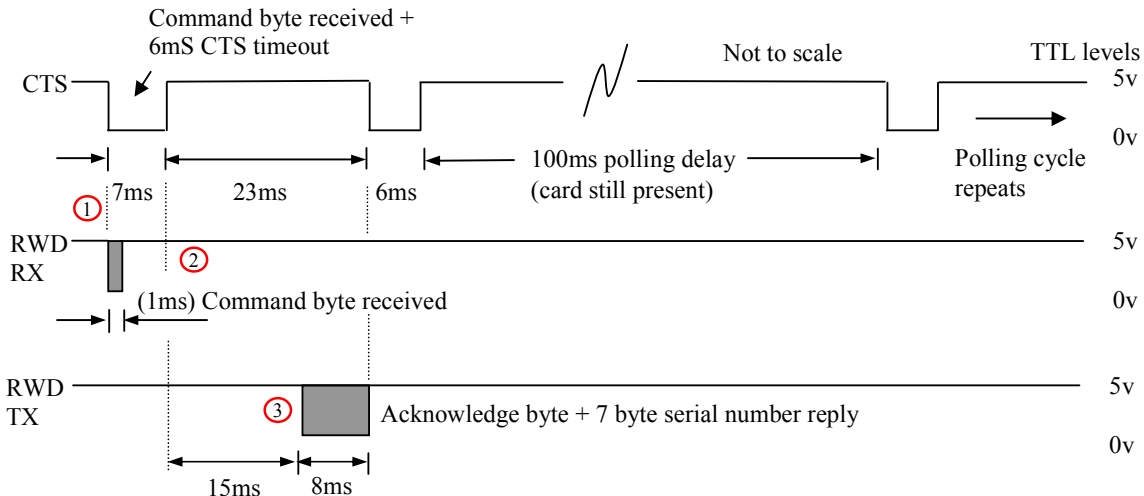 Command byte received +
6mS CTS timeout
Not to scale
TTL levels
CTS
5v
0v
100ms polling delay
(card still present)
Polling cycle
repeats
7ms
23ms
6ms
1
RWD
RX
2
5v
0v
(1ms) Command byte received
RWD
TX
3
Acknowledge byte + 7 byte serial number reply
5v
0v
15ms
8ms